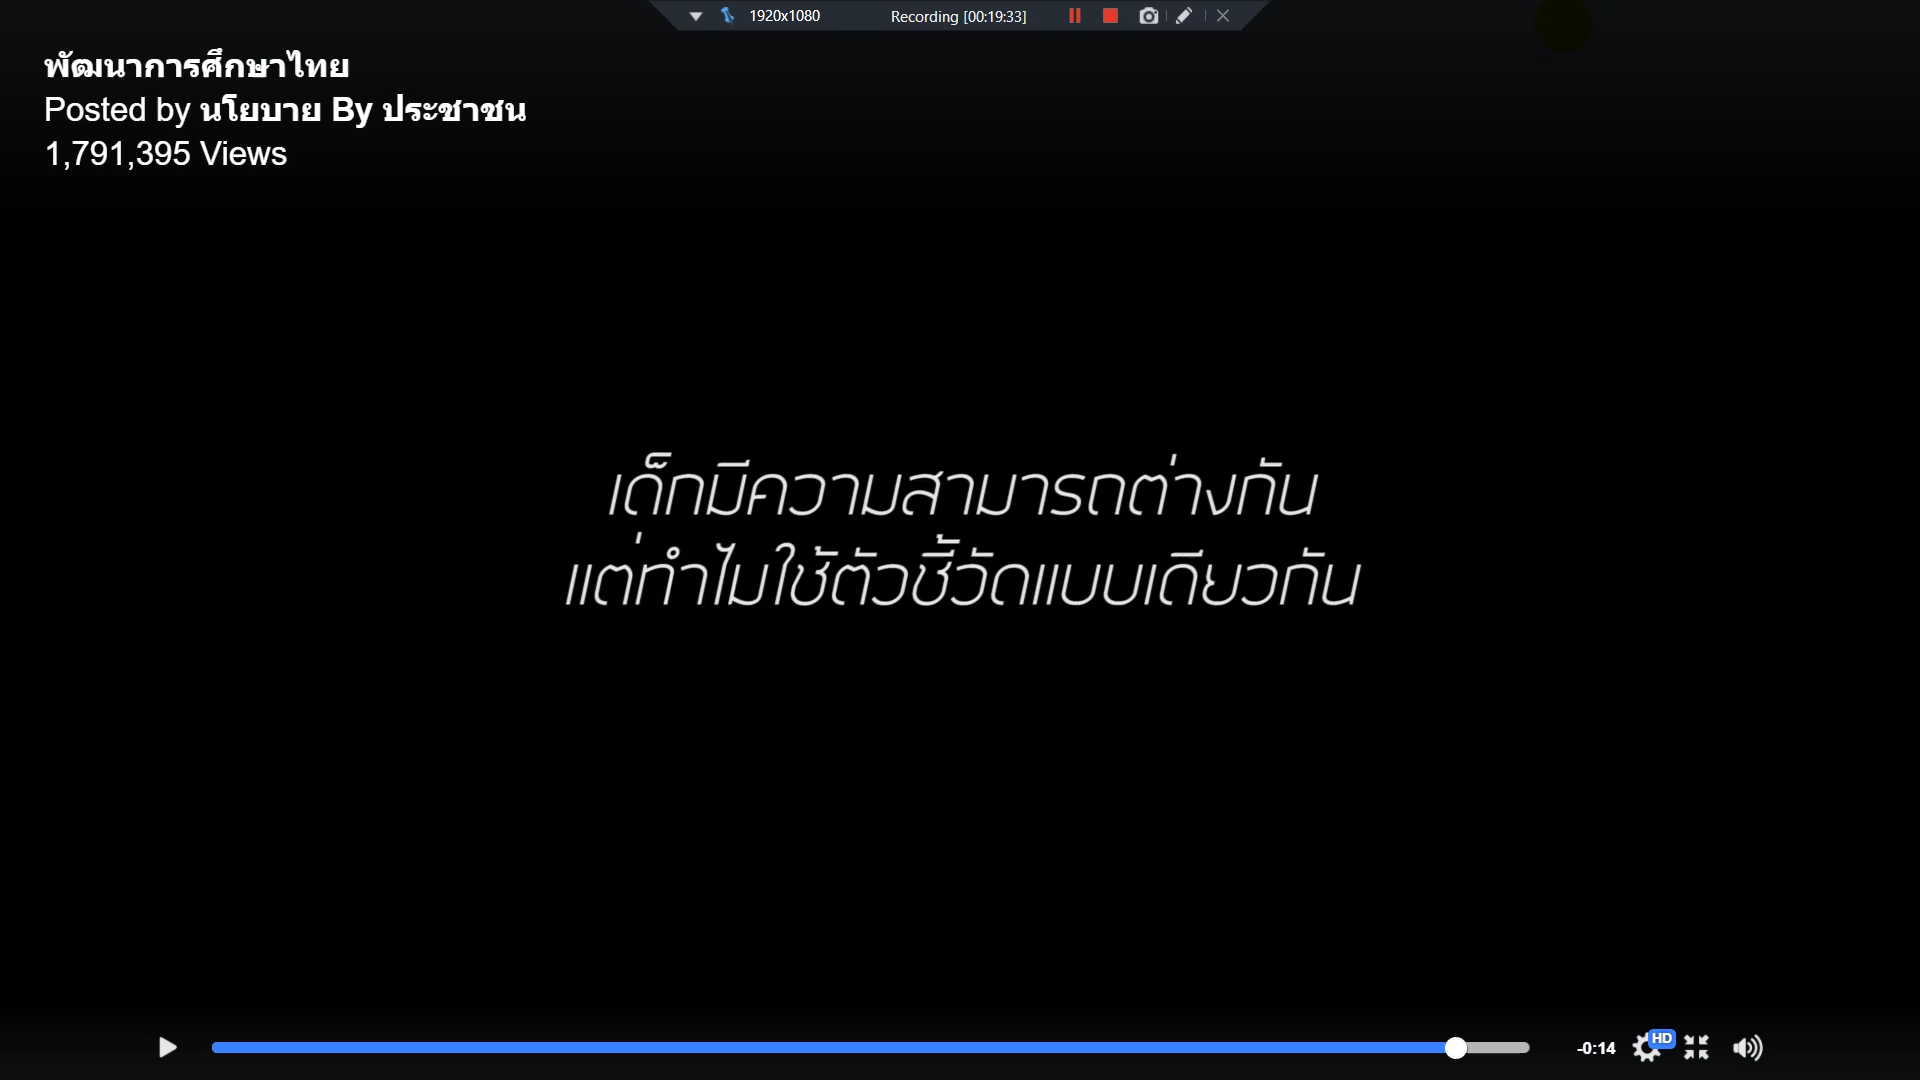 1920x1080
Recording [00:19:33]
พัฒนาการศึกษาไทย
Posted by นโยบาย By ประชาชน
1,791,395 Views
เด็กมีความสามารถต่างกัน
แต่ทำไมใช้ตัวชี้วัดแบบเดียวกัน
-0:14
HD